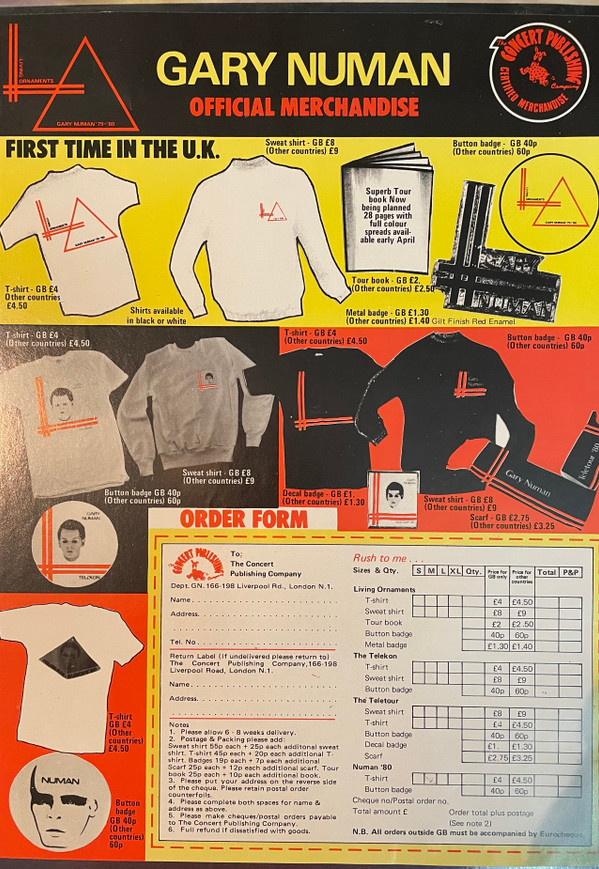 LIVING
ORNAMENTS
GARY NUMAN '79-'80
GARY NUMAN
OFFICIAL MERCHANDISE
The
CONCERT PUBLISHING
Company
CERTIFIED MERCHANDISE
FIRST TIME IN THE U.K.
Sweat shirt - GB £8
(Other countries) £9
Button badge - GB 40p
(Other countries) 60p
Superb Tour
book Now
being planned
28 pages with
full colour
spreads avail-
able early April
T-shirt - GB £4
Other countries
£4.50
Shirts available
in black or white
Tour book - GB £2.
(Other countries) £2.50
Metal badge - GB £1.30
(Other countries) £1.40 Gilt Finish Red Enamel
T-shirt - GB £4
(Other countries) £4.50
T-shirt - GB £4
(Other countries) £4.50
Button badge - GB 40p
(Other countries) 60p
Gary
Numan
Sweat shirt - GB £8
(Other countries) £9
Button badge GB 40p
(Other countries) 60p
Decal badge - GB £1.
(Other countries) £1.30
Sweat shirt - GB £8
(Other countries) £9
Scarf - GB £2.75
(Other countries) £3.25
Gary Numan
Teletour '80
GARY
NUMAN
TELEKON
ORDER FORM
CONCERT PUBLISHING
To;
The Concert
Publishing Company
Dept. GN. 166-198 Liverpool Rd., London N.1.
Name
Address
Tel. No
Return Label (If undelivered please return to)
The Concert Publishing Company,166-198
Liverpool Road, London N.1.
Name
Address
Notes
1. Please allow 6 - 8 weeks delivery.
2. Postage & Packing please add:
Sweat shirt 55p each + 25p each additonal sweat
shirt. T-shirt 45p each + 20p each additional T-
shirt. Badges 19p each + 7p each additional
Scarf 25p each + 12p each additional scarf. Tour
book 25p each + 10p each additional book.
3. Please put your address on the reverse side
of the cheque. Please retain postal order
counterfoils.
4. Please complete both spaces for name &
address as above.
5. Please make cheques/postal orders payable
to The Concert Publishing Company.
6. Full refund if dissatisfied with goods.
Rush to me ...
Sizes & Qty. S M L XL Qty. Price for GB only Price for other countries Total P&P
Living Ornaments
T-shirt £4 £4.50
Sweat shirt £8 £9
Tour book £2 £2.50
Button badge 40p 60p
Metal badge £1.30 £1.40
The Telekon
T-shirt £4 £4.50
Sweat shirt £8 £9
Button badge 40p 60p
The Teletour
Sweat shirt £8 £9
T-shirt £4 £4.50
Button badge 40p 60p
Decal badge £1. £1.30
Scarf £2.75 £3.25
Numan '80
T-shirt £4 £4.50
Button badge 40p 60p
Cheque no/Postal order no.
Total amount £ Order total plus postage
(See note 2)
N.B. All orders outside GB must be accompanied by Eurocheque.
T-shirt
GB £4
(Other
countries)
£4.50
NUMAN
Button
badge
GB 40p
(Other
countries)
60p